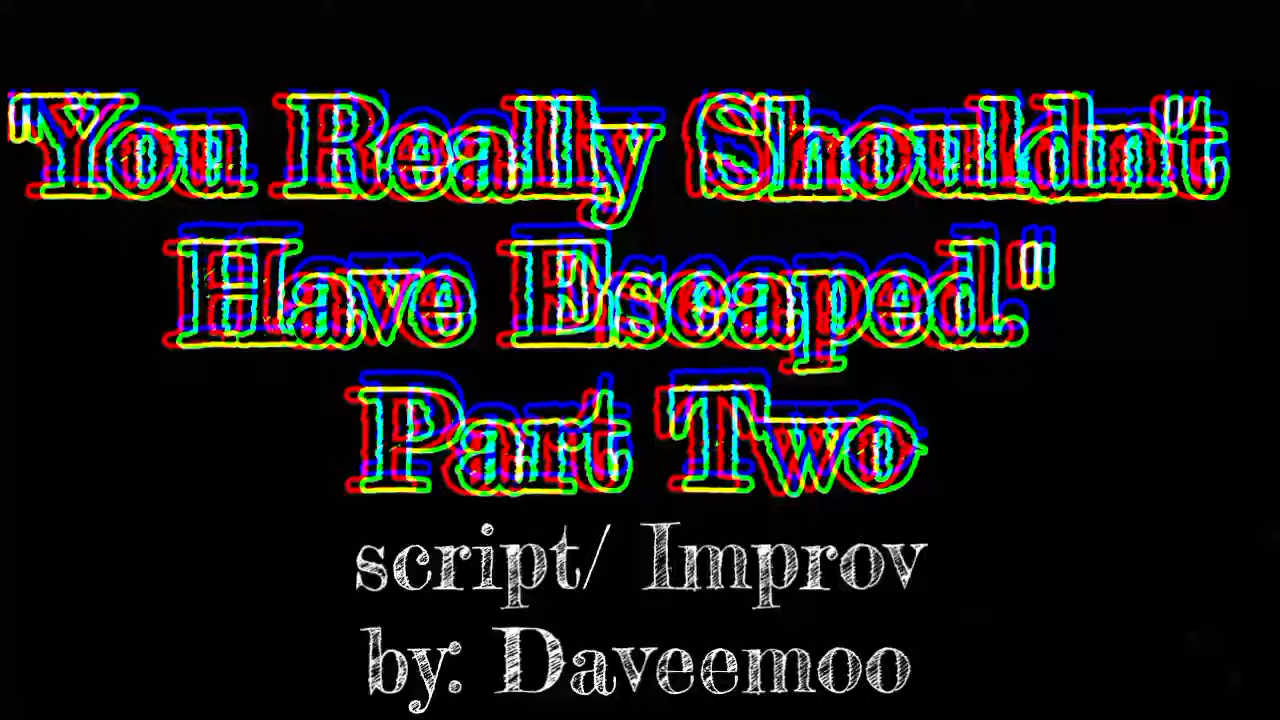 "You Really Shouldn't
Have Escaped."
Part Two
script/ Improv
by: Daveemoo